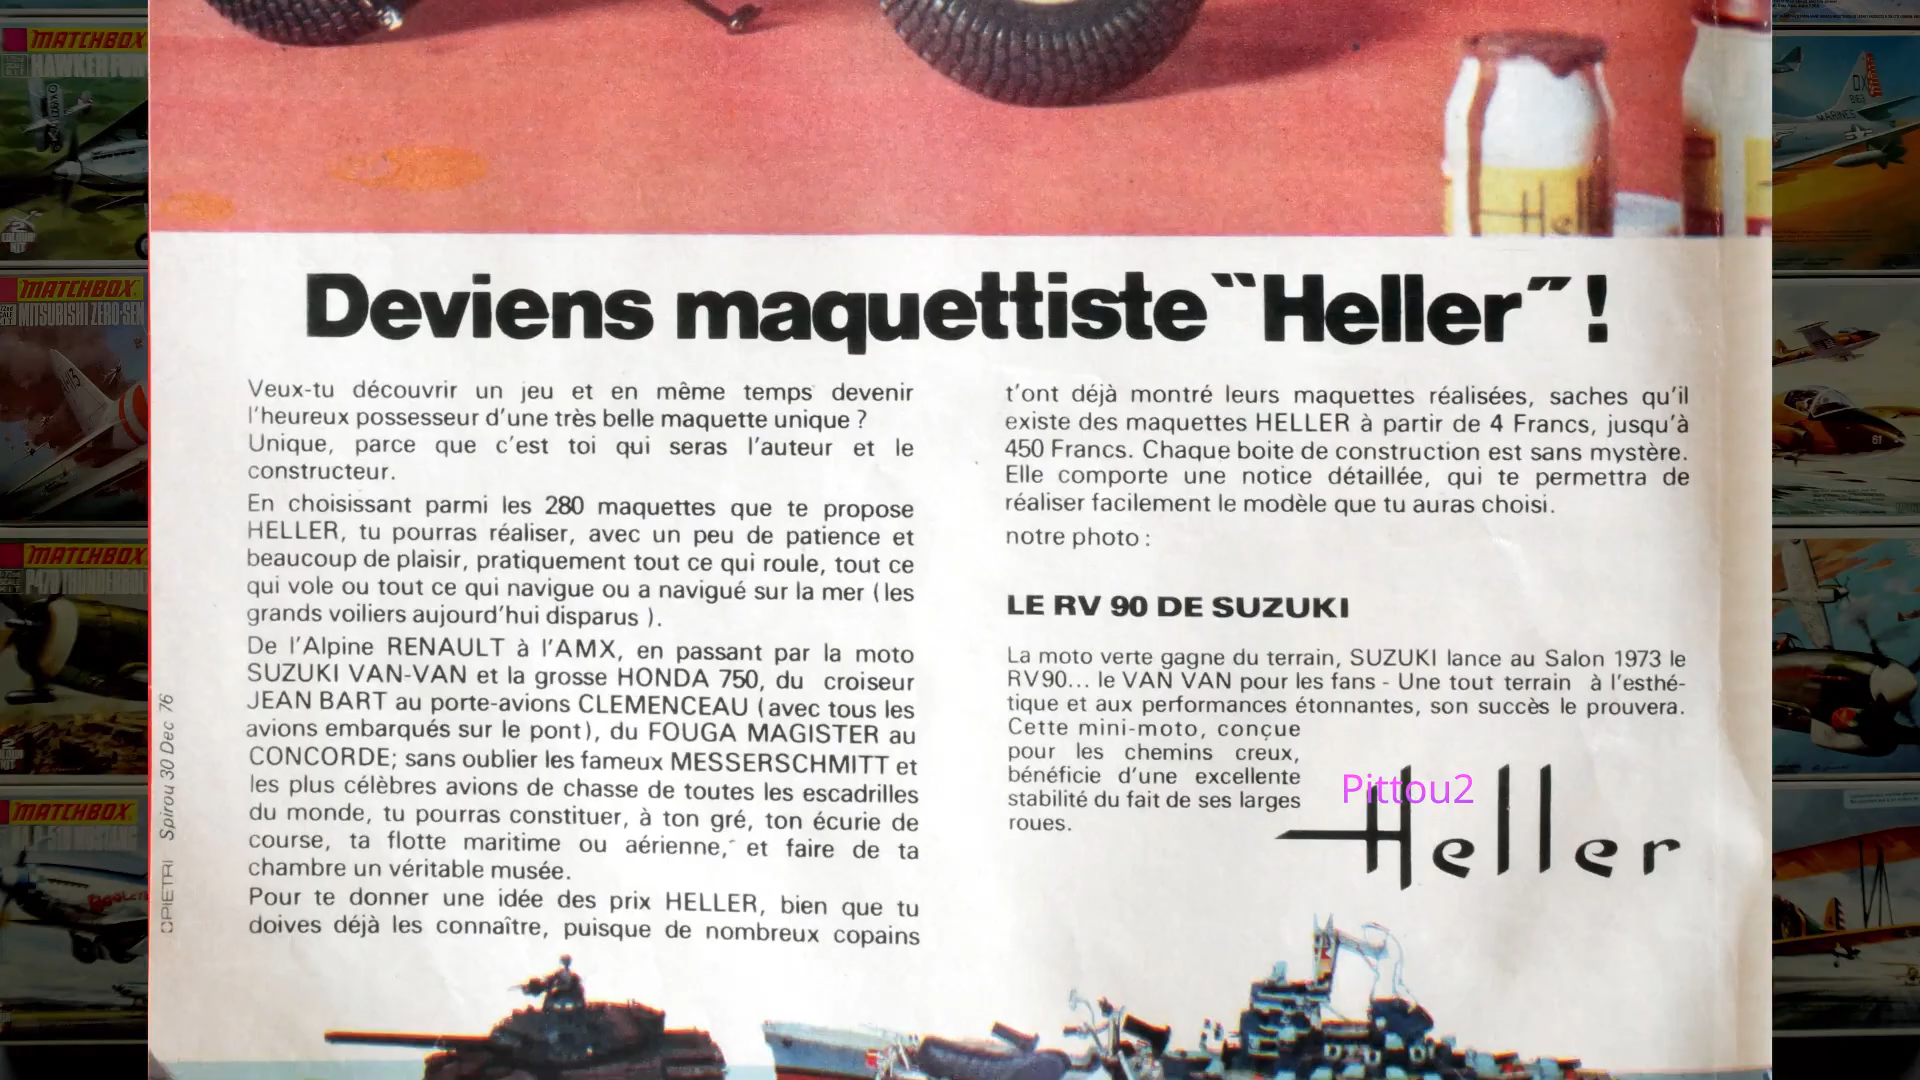 Deviens maquettiste "Heller" !
Veux-tu découvrir un jeu et en même temps devenir
l'heureux possesseur d'une très belle maquette unique ?
Unique, parce que c'est toi qui seras l'auteur et le
constructeur.
En choisissant parmi les 280 maquettes que te propose
HELLER, tu pourras réaliser, avec un peu de patience et
beaucoup de plaisir, pratiquement tout ce qui roule, tout ce
qui vole ou tout ce qui navigue ou a navigué sur la mer (les
grands voiliers aujourd'hui disparus ).
De l'Alpine RENAULT à l'AMX, en passant par la moto
SUZUKI VAN-VAN et la grosse HONDA 750, du croiseur
JEAN BART au porte-avions CLEMENCEAU (avec tous les
avions embarqués sur le pont), du FOUGA MAGISTER au
CONCORDE; sans oublier les fameux MESSERSCHMITT et
les plus célèbres avions de chasse de toutes les escadrilles
du monde, tu pourras constituer, à ton gré, ton écurie de
course, ta flotte maritime ou aérienne, et faire de ta
chambre un véritable musée.
Pour te donner une idée des prix HELLER, bien que tu
doives déjà les connaître, puisque de nombreux copains
t'ont déjà montré leurs maquettes réalisées, saches qu'il
existe des maquettes HELLER à partir de 4 Francs, jusqu'à
450 Francs. Chaque boite de construction est sans mystère.
Elle comporte une notice détaillée, qui te permettra de
réaliser facilement le modèle que tu auras choisi.
notre photo :
LE RV 90 DE SUZUKI
La moto verte gagne du terrain, SUZUKI lance au Salon 1973 le
RV90... le VAN VAN pour les fans - Une tout terrain à l'esthé-
tique et aux performances étonnantes, son succès le prouvera.
Cette mini-moto, conçue
pour les chemins creux,
bénéficie d'une excellente
stabilité du fait de ses larges
roues.
Pittou2
Heller
PIETRI Spirou 30 Dec 76
MATCHBOX
HAWKER
MATCHBOX
MITSUBISHI ZERO-SEN
MATCHBOX
MATCHBOX
MUSTANG
MARINES
61